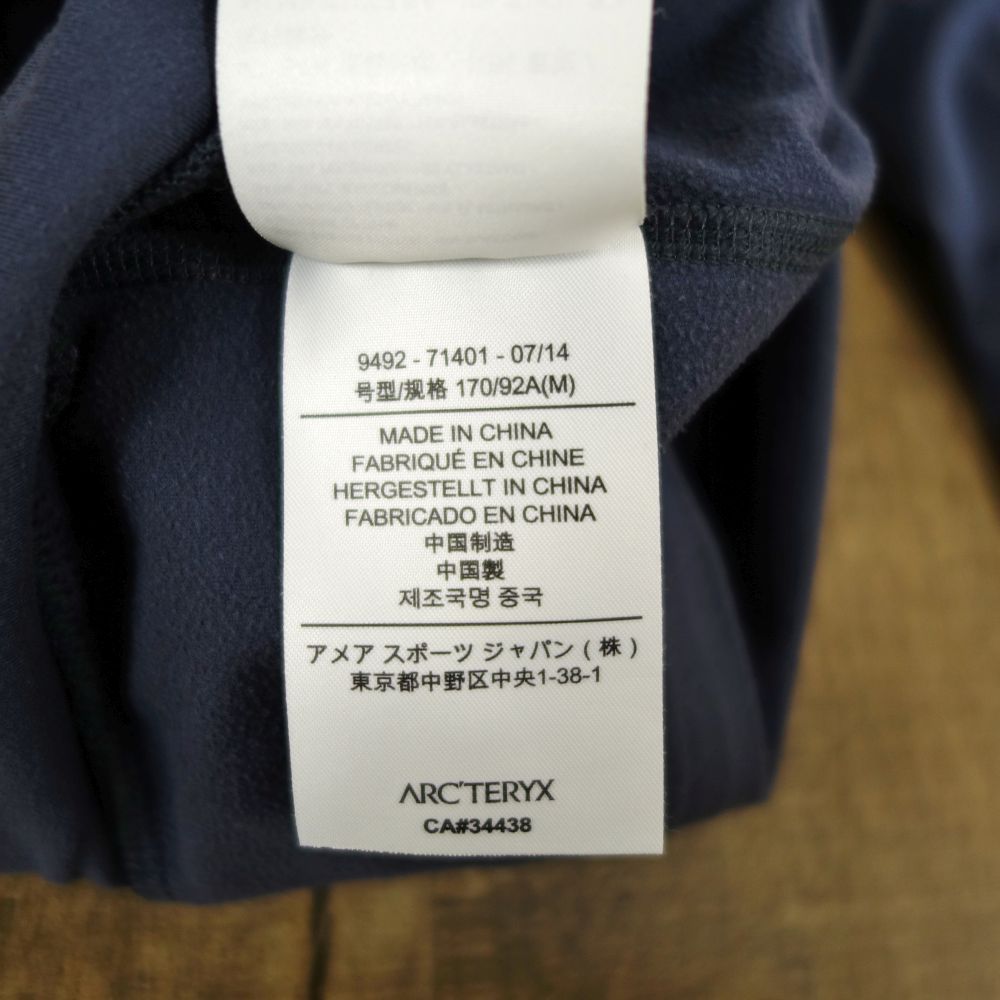 9492 - 71401 - 07/14
号型/规格 170/92A(M)
MADE IN CHINA
FABRIQUÉ EN CHINE
HERGESTELLT IN CHINA
FABRICADO EN CHINA
中国制造
中国製
제조국명 중국
アメア スポーツ ジャパン ( 株 )
東京都中野区中央1-38-1
ARC'TERYX
CA#34438